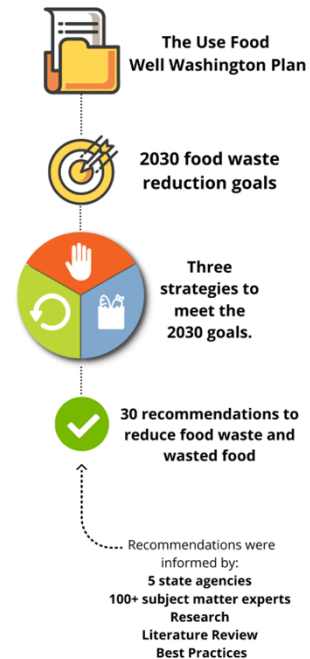 The Use Food
Well Washington Plan
2030 food waste
reduction goals
Three
strategies to
meet the
2030 goals.
30 recommendations to
reduce food waste and
wasted food
Recommendations were
informed by:
5 state agencies
100+ subject matter experts
Research
Literature Review
Best Practices